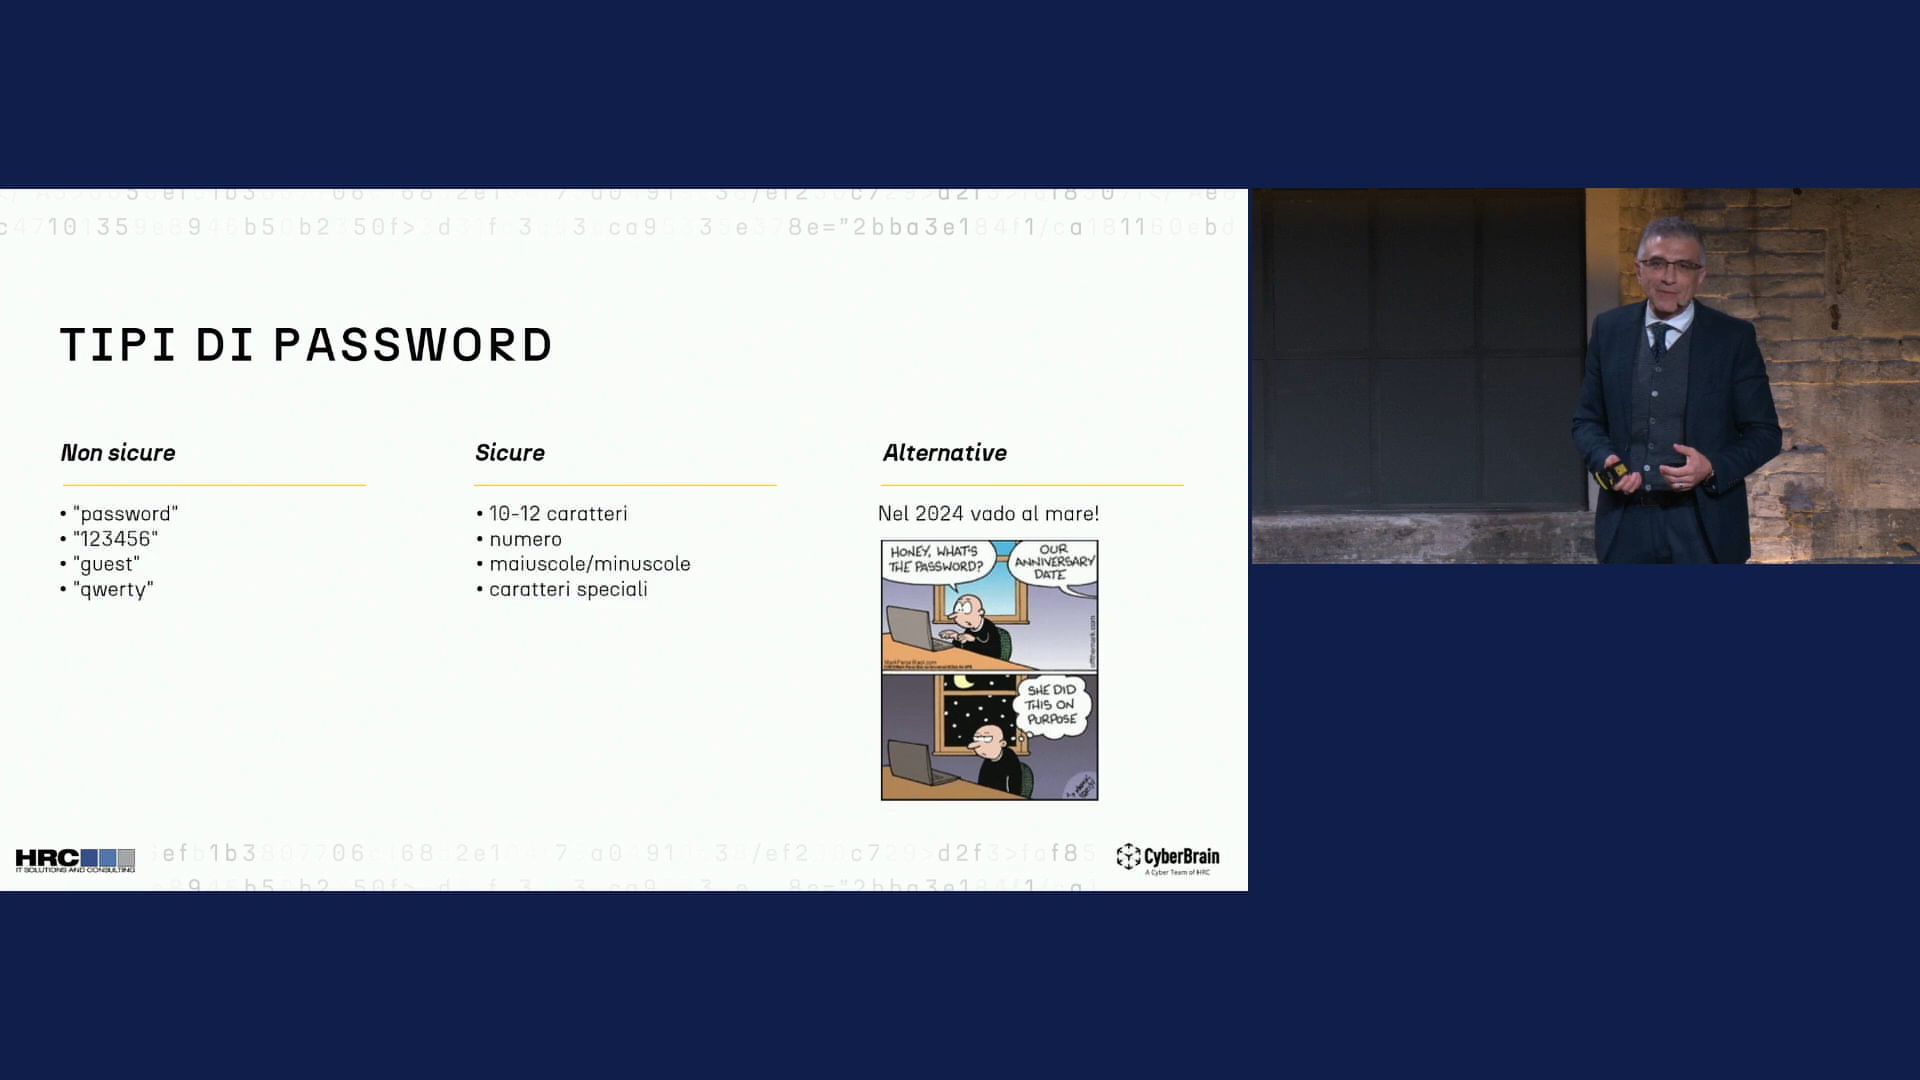 TIPI DI PASSWORD
Non sicure
• "password"
• "123456"
• "guest"
• "qwerty"
Sicure
• 10-12 caratteri
• numero
• maiuscole/minuscole
• caratteri speciali
Alternative
Nel 2024 vado al mare!
HONEY, WHAT'S
THE PASSWORD?
OUR
ANNIVERSARY
DATE
offthemark.com
SHE DID
THIS ON
PURPOSE
HRC
IT SOLUTIONS AND CONSULTING
CyberBrain
A Cyber Team of HRC